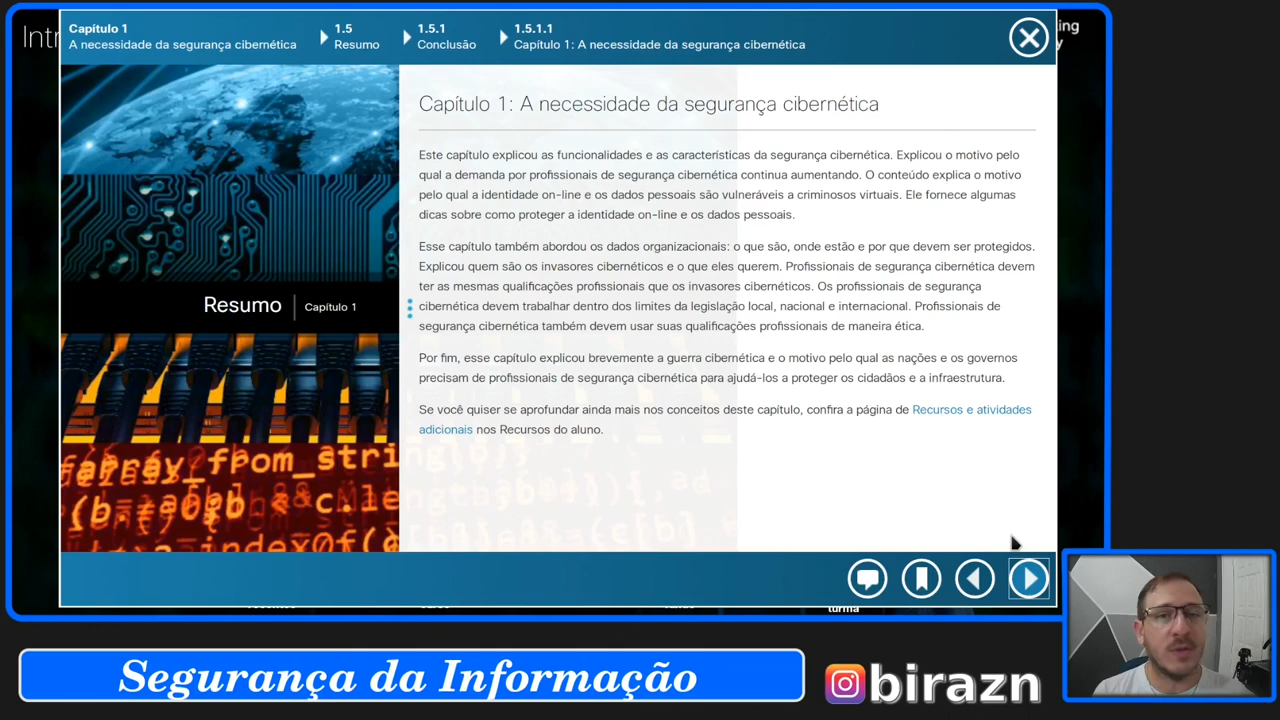 Intr
king
y
Capítulo 1
A necessidade da segurança cibernética
1.5
Resumo
1.5.1
Conclusão
1.5.1.1
Capítulo 1: A necessidade da segurança cibernética
Capítulo 1: A necessidade da segurança cibernética
Este capítulo explicou as funcionalidades e as características da segurança cibernética. Explicou o motivo pelo
qual a demanda por profissionais de segurança cibernética continua aumentando. O conteúdo explica o motivo
pelo qual a identidade on-line e os dados pessoais são vulneráveis a criminosos virtuais. Ele fornece algumas
dicas sobre como proteger a identidade on-line e os dados pessoais.
Esse capítulo também abordou os dados organizacionais: o que são, onde estão e por que devem ser protegidos.
Explicou quem são os invasores cibernéticos e o que eles querem. Profissionais de segurança cibernética devem
ter as mesmas qualificações profissionais que os invasores cibernéticos. Os profissionais de segurança
cibernética devem trabalhar dentro dos limites da legislação local, nacional e internacional. Profissionais de
segurança cibernética também devem usar suas qualificações profissionais de maneira ética.
Por fim, esse capítulo explicou brevemente a guerra cibernética e o motivo pelo qual as nações e os governos
precisam de profissionais de segurança cibernética para ajudá-los a proteger os cidadãos e a infraestrutura.
Se você quiser se aprofundar ainda mais nos conceitos deste capítulo, confira a página de Recursos e atividades
adicionais nos Recursos do aluno.
Resumo
Capítulo 1
array_from_stri
turma
Segurança da Informação
birazn